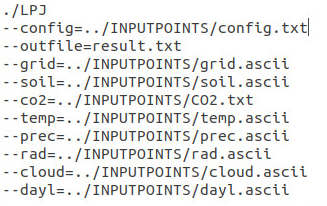 ./LPJ
--config=../INPUTPOINTS/config.txt
--outfile=result.txt
--grid=../INPUTPOINTS/grid.ascii
--soil=../INPUTPOINTS/soil.ascii
--co2=../INPUTPOINTS/CO2.txt
--temp=../INPUTPOINTS/temp.ascii
--prec=../INPUTPOINTS/prec.ascii
--rad=../INPUTPOINTS/rad.ascii
--cloud=../INPUTPOINTS/cloud.ascii
--dayl=../INPUTPOINTS/dayl.ascii